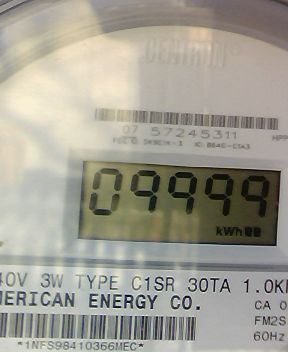 CENTRON®
07 57245311
09999
kWh
40V 3W TYPE C1SR 30TA 1.0K
MERICAN ENERGY CO.
CA 0
FM2S
60Hz
*1NFS98410366MEC*